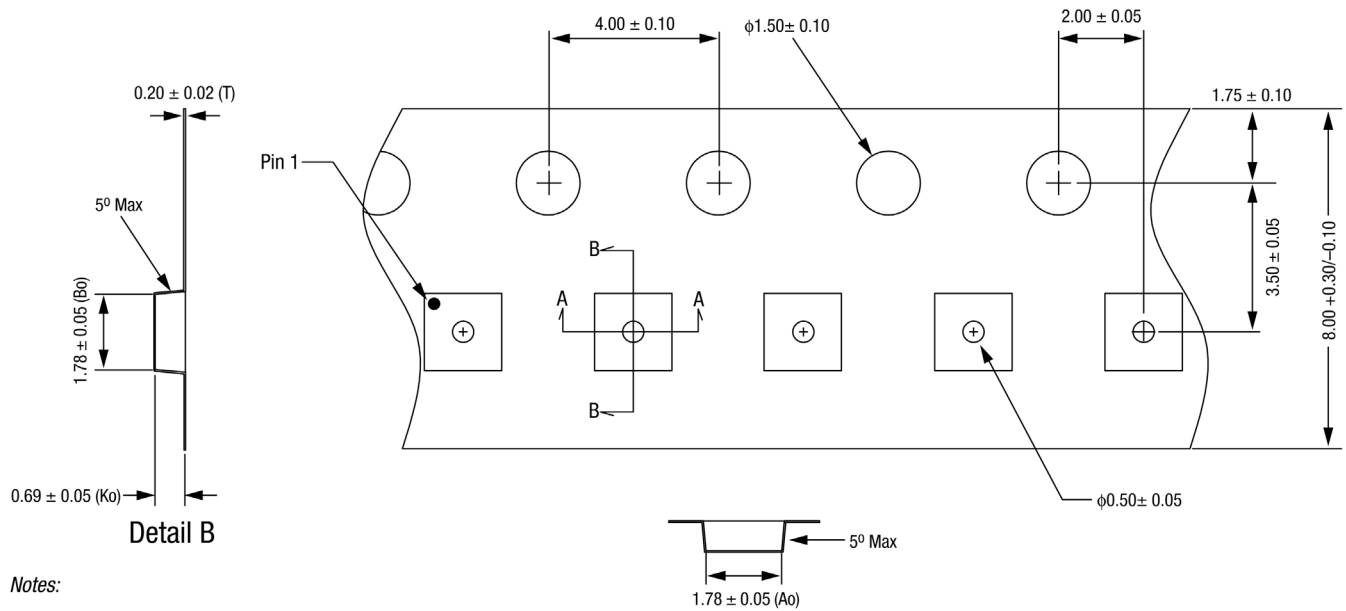 4.00 ± 0.10
ϕ1.50± 0.10
2.00 ± 0.05
0.20 ± 0.02 (T)
1.75 ± 0.10
Pin 1
5º Max
B
A
A
1.78 ± 0.05 (Bo)
3.50 ± 0.05
8.00 +0.30/–0.10
B
0.69 ± 0.05 (Ko)
ϕ0.50± 0.05
Detail B
5º Max
Notes:
1.78 ± 0.05 (Ao)